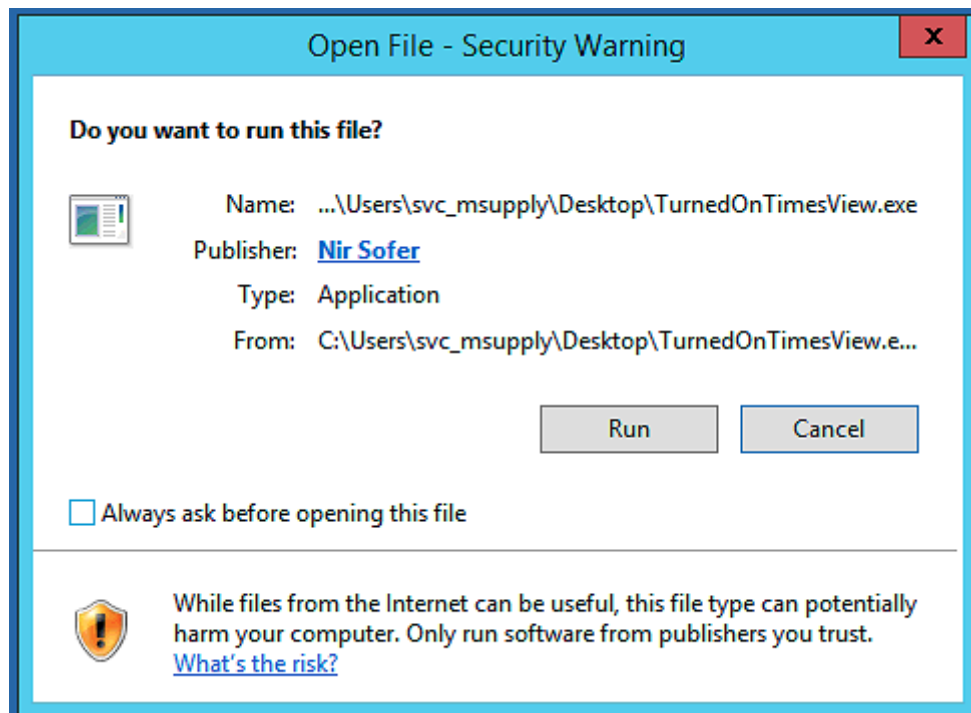 Open File - Security Warning
x
Do you want to run this file?
Name: ...\Users\svc_msupply\Desktop\TurnedOnTimesView.exe
Publisher: Nir Sofer
Type: Application
From: C:\Users\svc_msupply\Desktop\TurnedOnTimesView.e...
Run Cancel
Always ask before opening this file
While files from the Internet can be useful, this file type can potentially
harm your computer. Only run software from publishers you trust.
What's the risk?